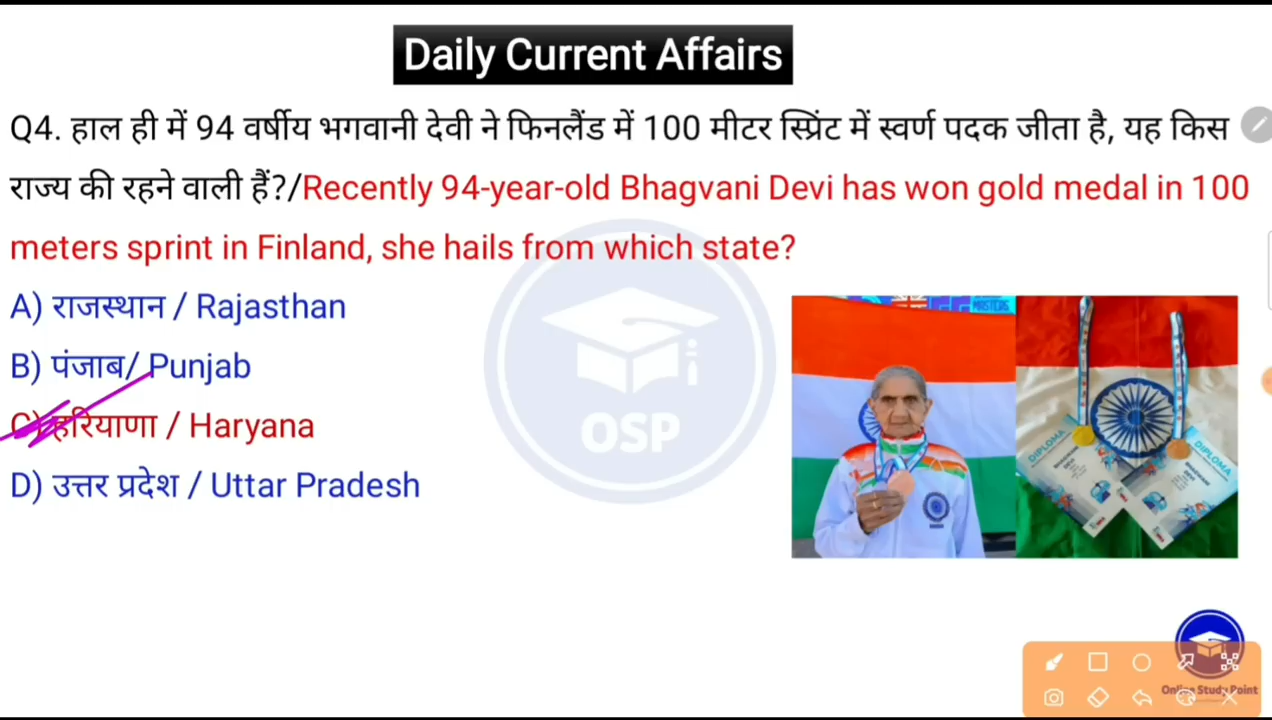 Daily Current Affairs
Q4. हाल ही में 94 वर्षीय भगवानी देवी ने फिनलैंड में 100 मीटर स्प्रिंट में स्वर्ण पदक जीता है, यह किस
राज्य की रहने वाली हैं?/Recently 94-year-old Bhagvani Devi has won gold medal in 100
meters sprint in Finland, she hails from which state?
A) राजस्थान / Rajasthan
B) पंजाब/ Punjab
C) हरियाणा / Haryana
D) उत्तर प्रदेश / Uttar Pradesh
OSP
MASTERS
DIPLOMA
DIPLOMA
Online Study Point